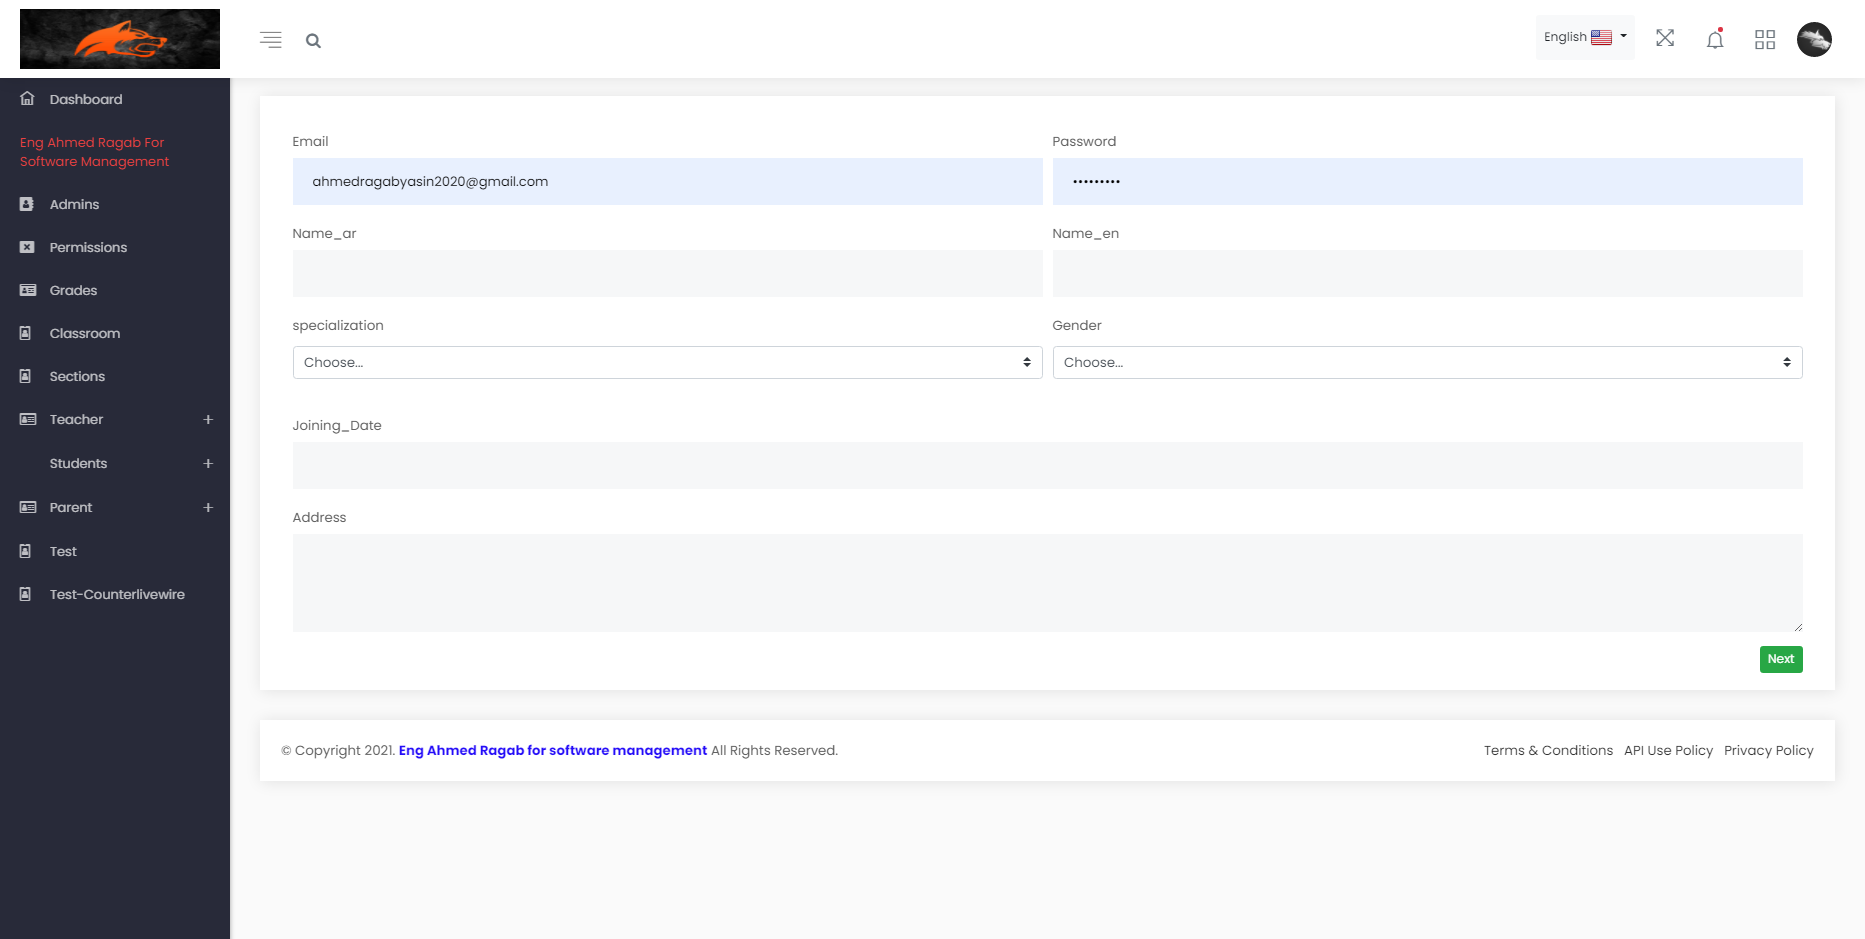 English
Dashboard
Eng Ahmed Ragab For
Software Management
Admins
Permissions
Grades
Classroom
Sections
Teacher
Students
Parent
Test
Test-Counterlivewire
Email
Password
ahmedragabyasin2020@gmail.com
•••••••••
Name_ar
Name_en
specialization
Gender
Choose...
Choose...
Joining_Date
Address
Next
© Copyright 2021. Eng Ahmed Ragab for software management All Rights Reserved.
Terms & Conditions API Use Policy Privacy Policy